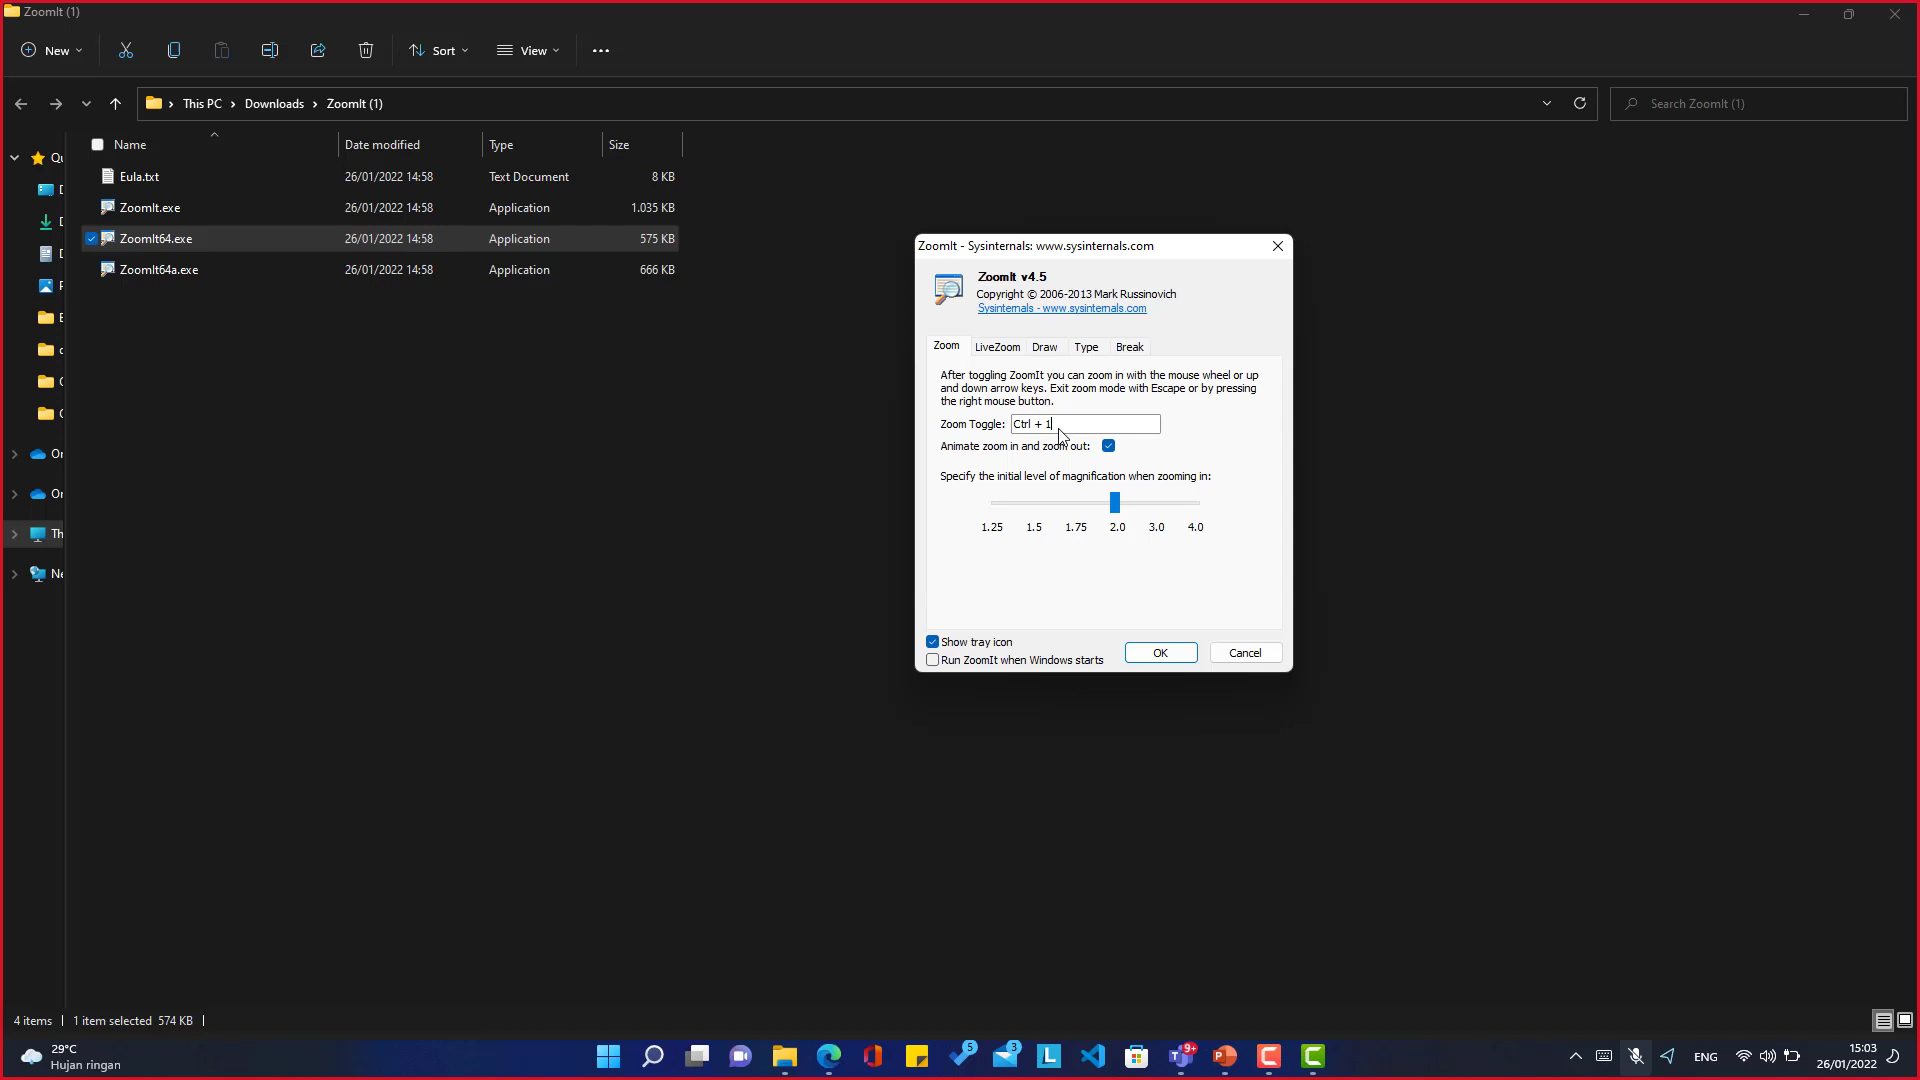 ZoomIt (1)
New
Sort
View
This PC
Downloads
ZoomIt (1)
Search ZoomIt (1)
Name
Date modified
Type
Size
Eula.txt
26/01/2022 14:58
Text Document
8 KB
ZoomIt.exe
26/01/2022 14:58
Application
1.035 KB
ZoomIt64.exe
26/01/2022 14:58
Application
575 KB
ZoomIt64a.exe
26/01/2022 14:58
Application
666 KB
ZoomIt - Sysinternals: www.sysinternals.com
ZoomIt v4.5
Copyright © 2006-2013 Mark Russinovich
Sysinternals - www.sysinternals.com
Zoom LiveZoom Draw Type Break
After toggling ZoomIt you can zoom in with the mouse wheel or up
and down arrow keys. Exit zoom mode with Escape or by pressing
the right mouse button.
Zoom Toggle: Ctrl + 1
Animate zoom in and zoom out:
Specify the initial level of magnification when zooming in:
1.25 1.5 1.75 2.0 3.0 4.0
Show tray icon
Run ZoomIt when Windows starts
OK
Cancel
4 items
1 item selected 574 KB
29°C
Hujan ringan
5
3
9+
ENG
15:03
26/01/2022